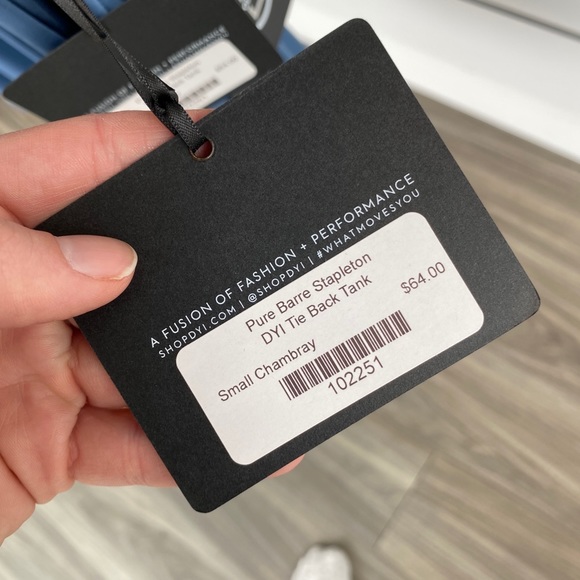 A FUSION OF FASHION + PERFORMANCE
SHOPDYI.COM | @SHOPDYI | #WHATMOVESYOU
Pure Barre Stapleton
DYI Tie Back Tank
$64.00
Small Chambray
102251